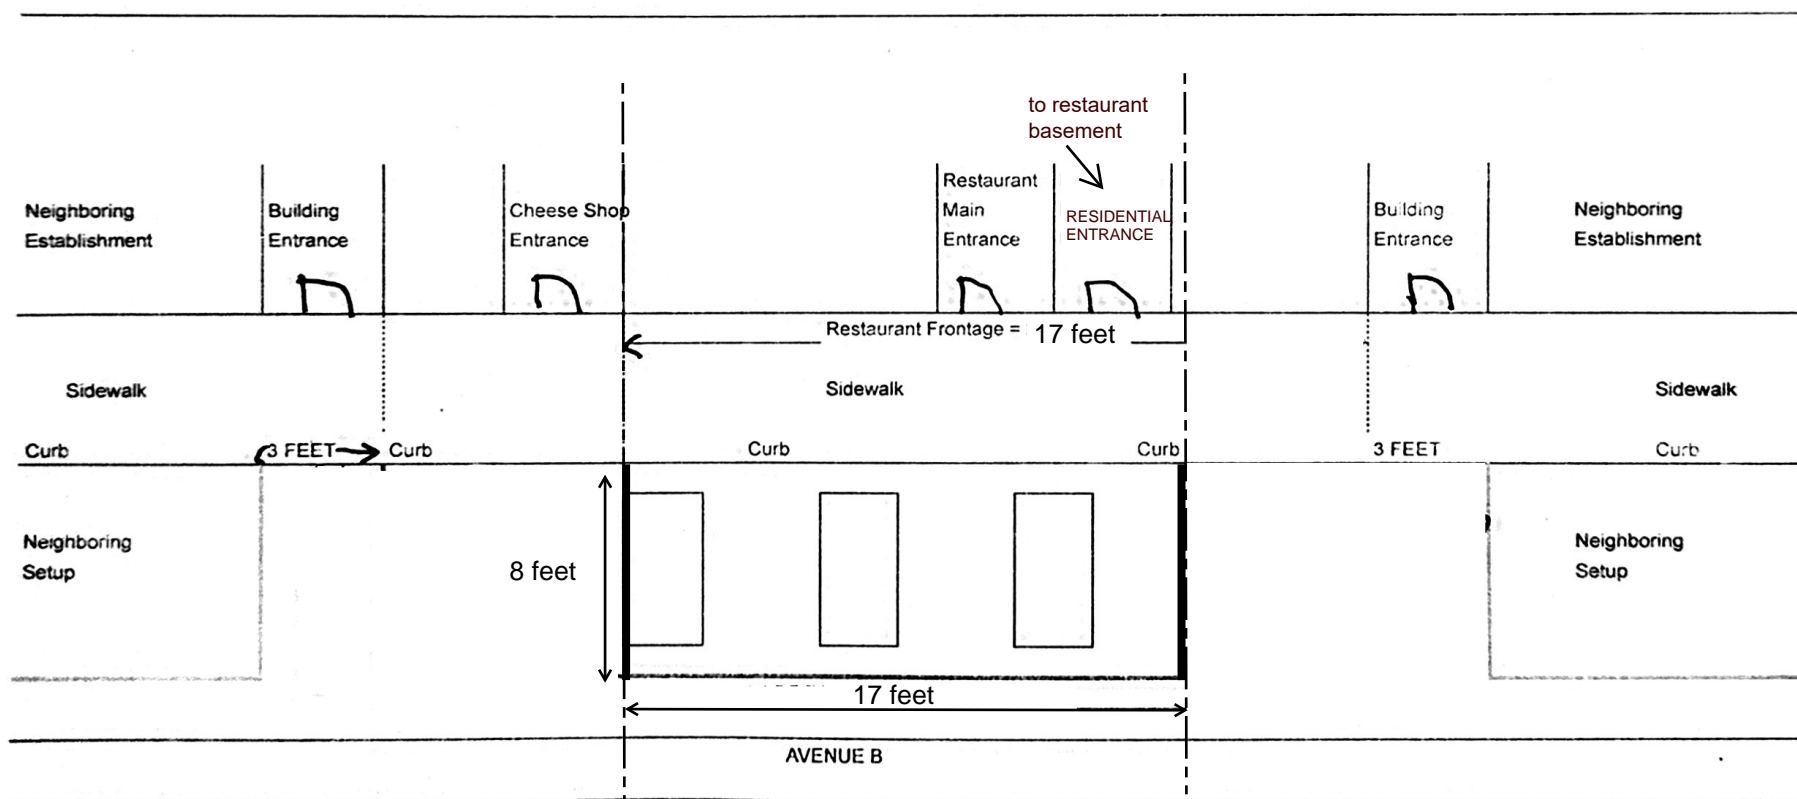 to restaurant
basement
Neighboring
Establishment
Building
Entrance
Cheese Shop
Entrance
Restaurant
Main
Entrance
RESIDENTIAL
ENTRANCE
Building
Entrance
Neighboring
Establishment
Restaurant Frontage = 17 feet
Sidewalk
Sidewalk
Sidewalk
Curb
3 FEET
Curb
Curb
Curb
3 FEET
Curb
Neighboring
Setup
8 feet
Neighboring
Setup
17 feet
AVENUE B